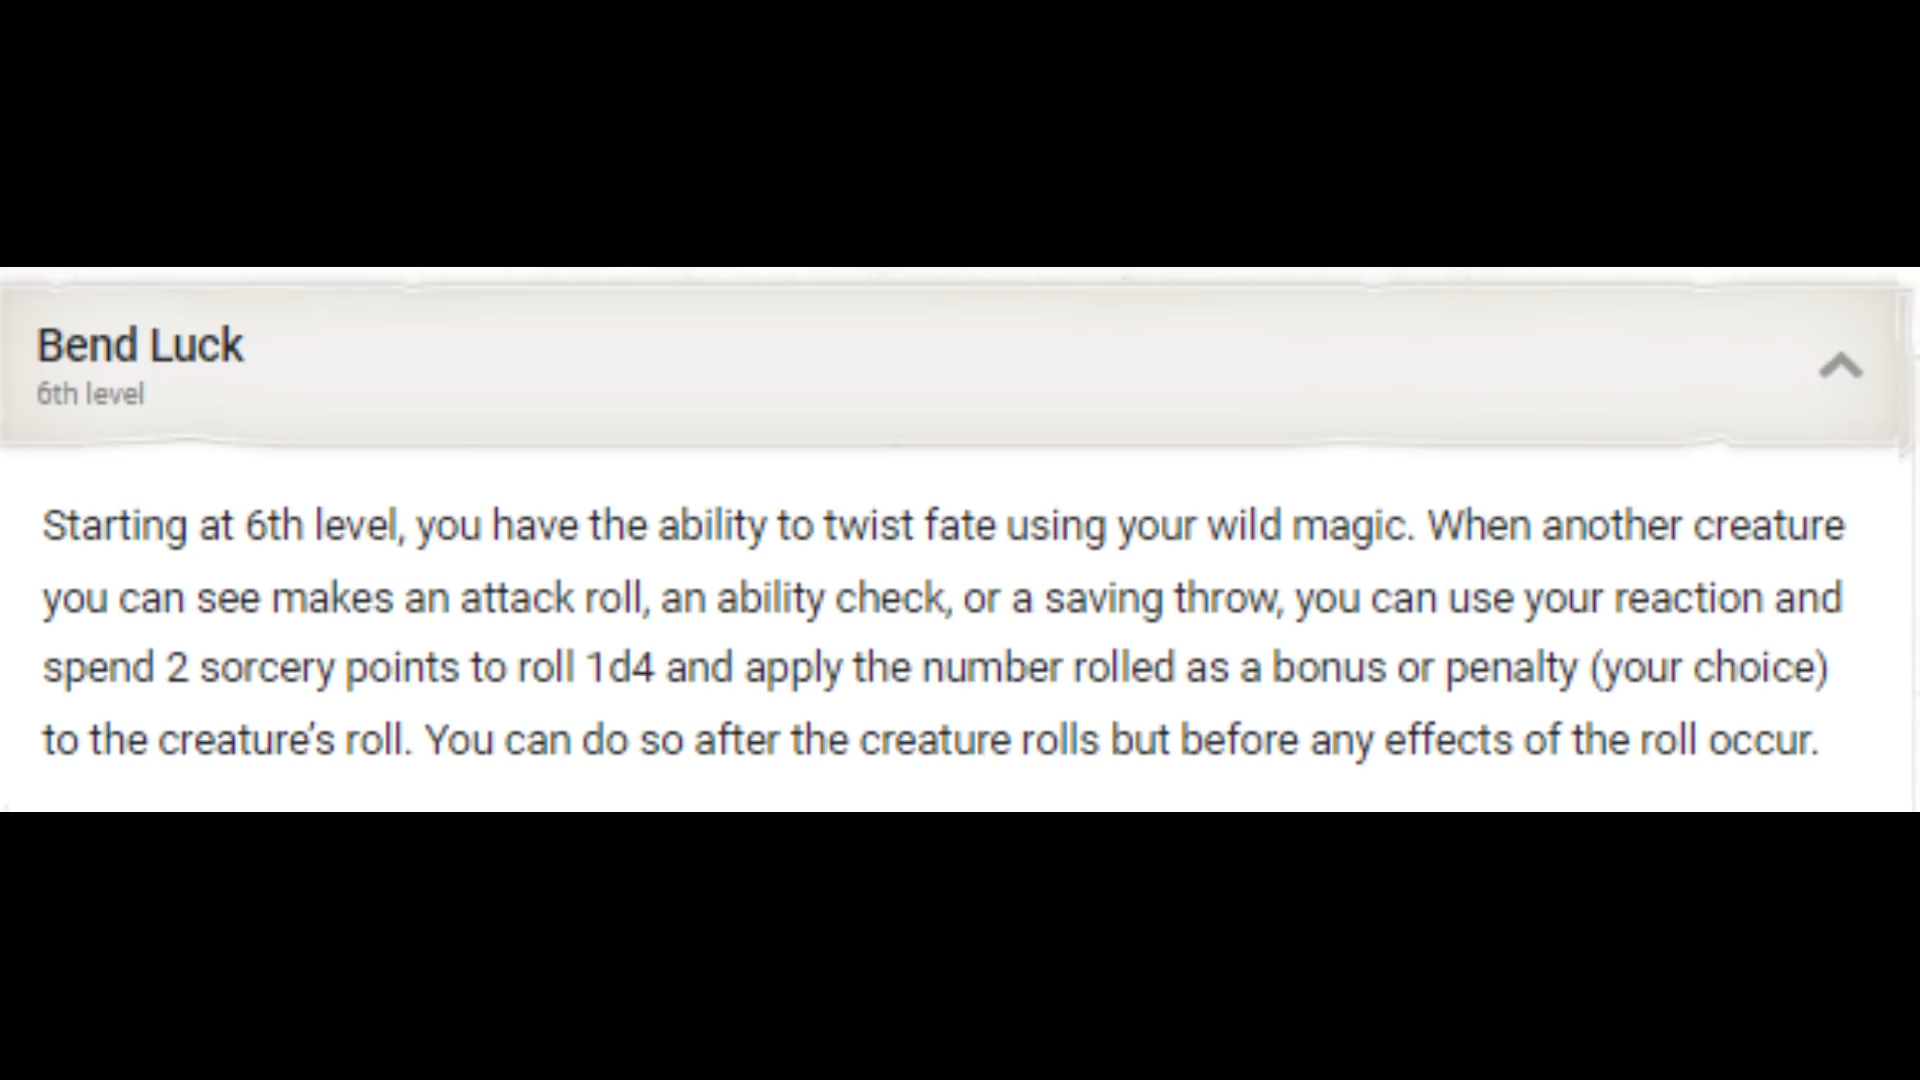 Bend Luck
6th level
Starting at 6th level, you have the ability to twist fate using your wild magic. When another creature
you can see makes an attack roll, an ability check, or a saving throw, you can use your reaction and
spend 2 sorcery points to roll 1d4 and apply the number rolled as a bonus or penalty (your choice)
to the creature’s roll. You can do so after the creature rolls but before any effects of the roll occur.